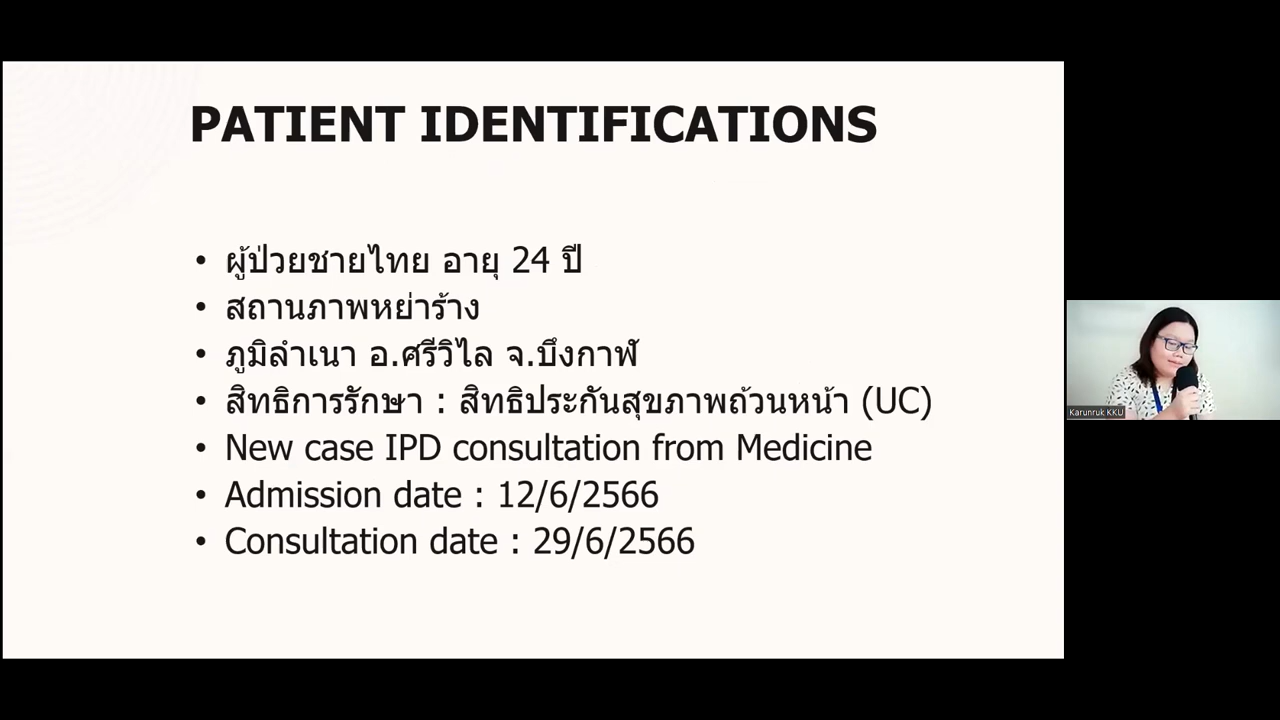 PATIENT IDENTIFICATIONS
• ผู้ป่วยชายไทย อายุ 24 ปี
• สถานภาพหย่าร้าง
• ภูมิลำเนา อ.ศรีวิไล จ.บึงกาฬ
• สิทธิการรักษา : สิทธิประกันสุขภาพถ้วนหน้า (UC)
• New case IPD consultation from Medicine
• Admission date : 12/6/2566
• Consultation date : 29/6/2566
Karunruk KKU